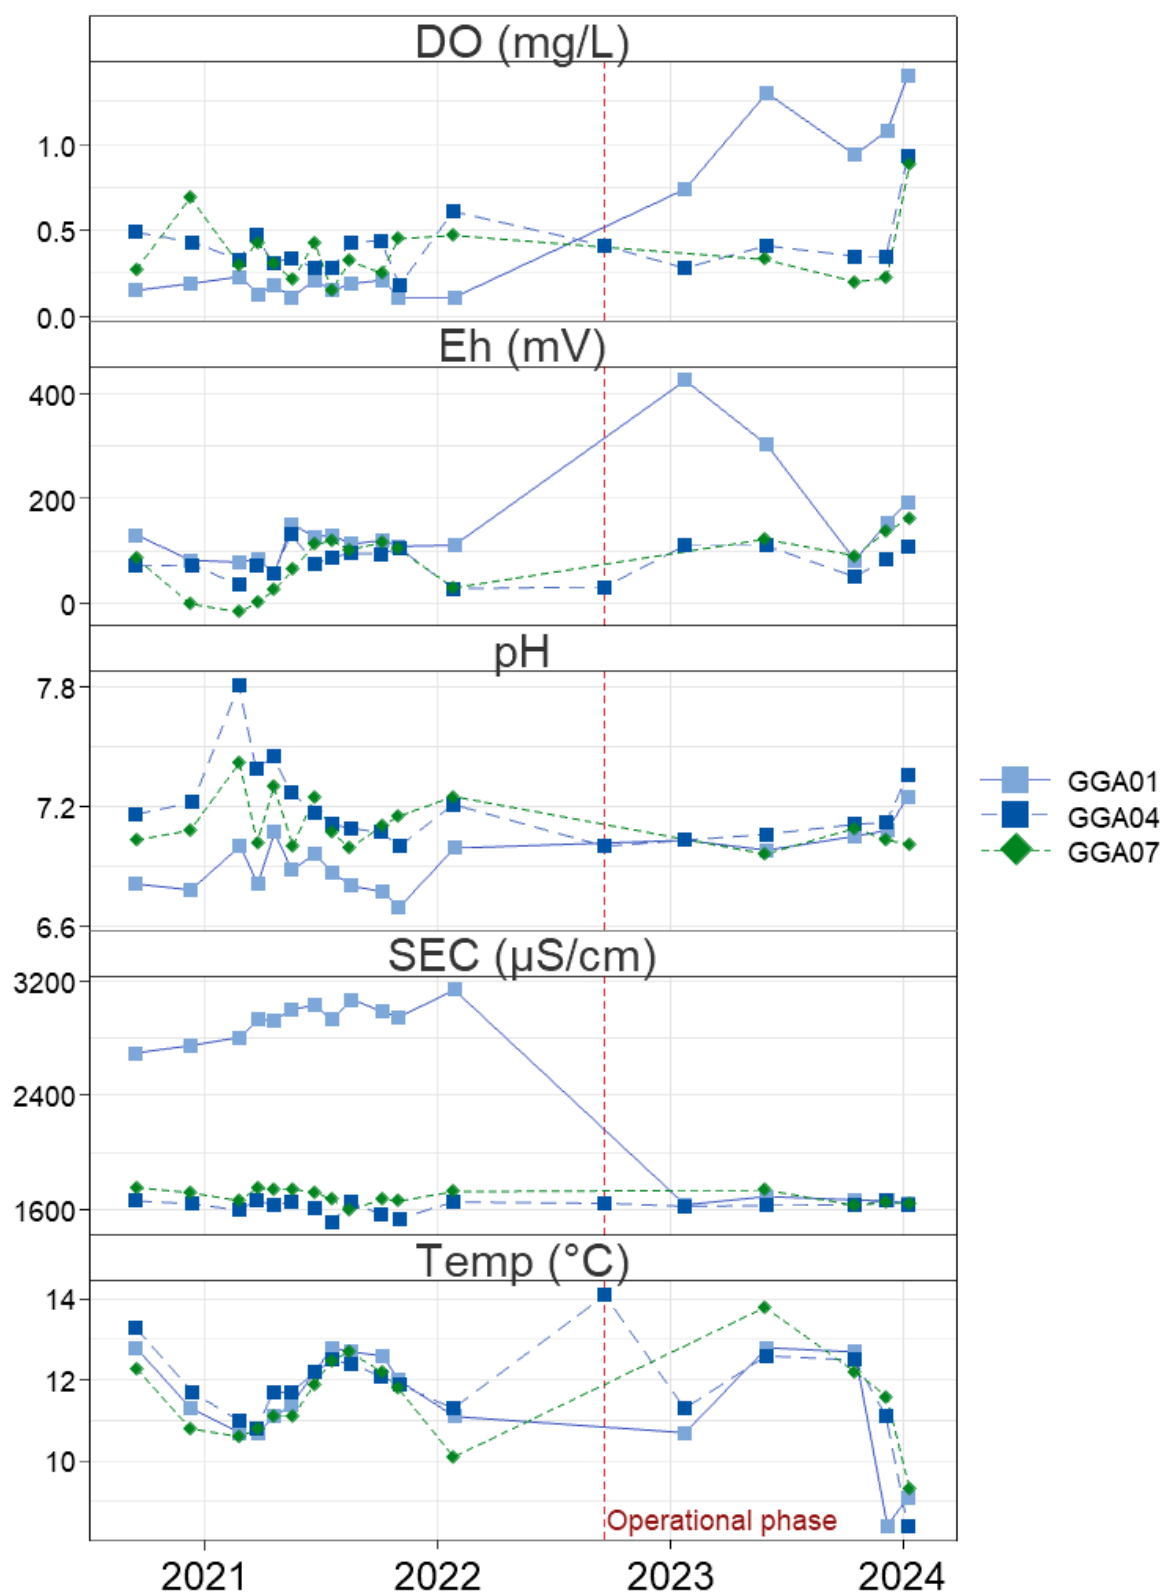 DO (mg/L)
1.0
0.5
0.0
Eh (mV)
400
200
0
pH
7.8
7.2
6.6
GGA01
GGA04
GGA07
SEC (µS/cm)
3200
2400
1600
Temp (°C)
14
12
10
Operational phase
2021 2022 2023 2024